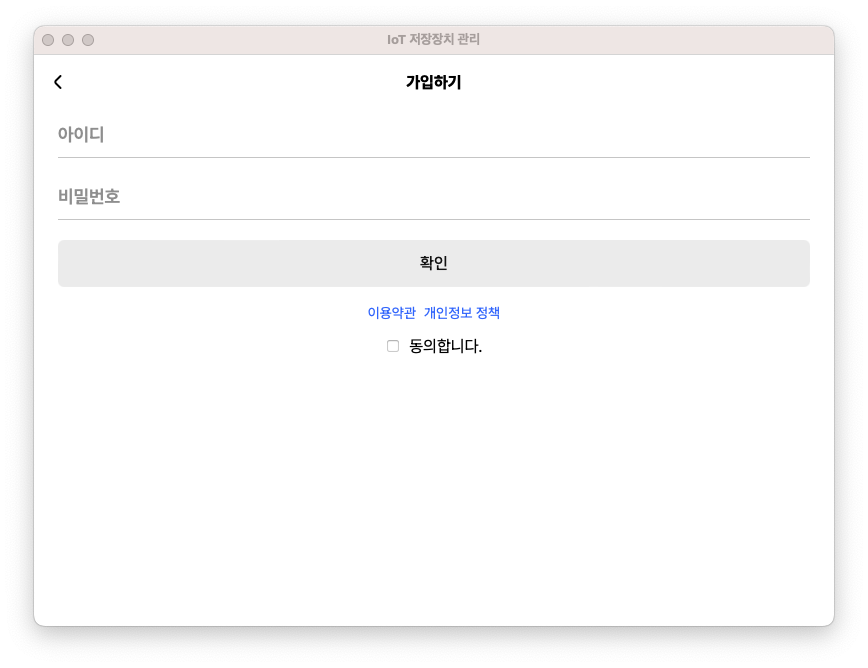 IoT 저장장치 관리
가입하기
아이디
비밀번호
확인
이용약관 개인정보 정책
동의합니다.